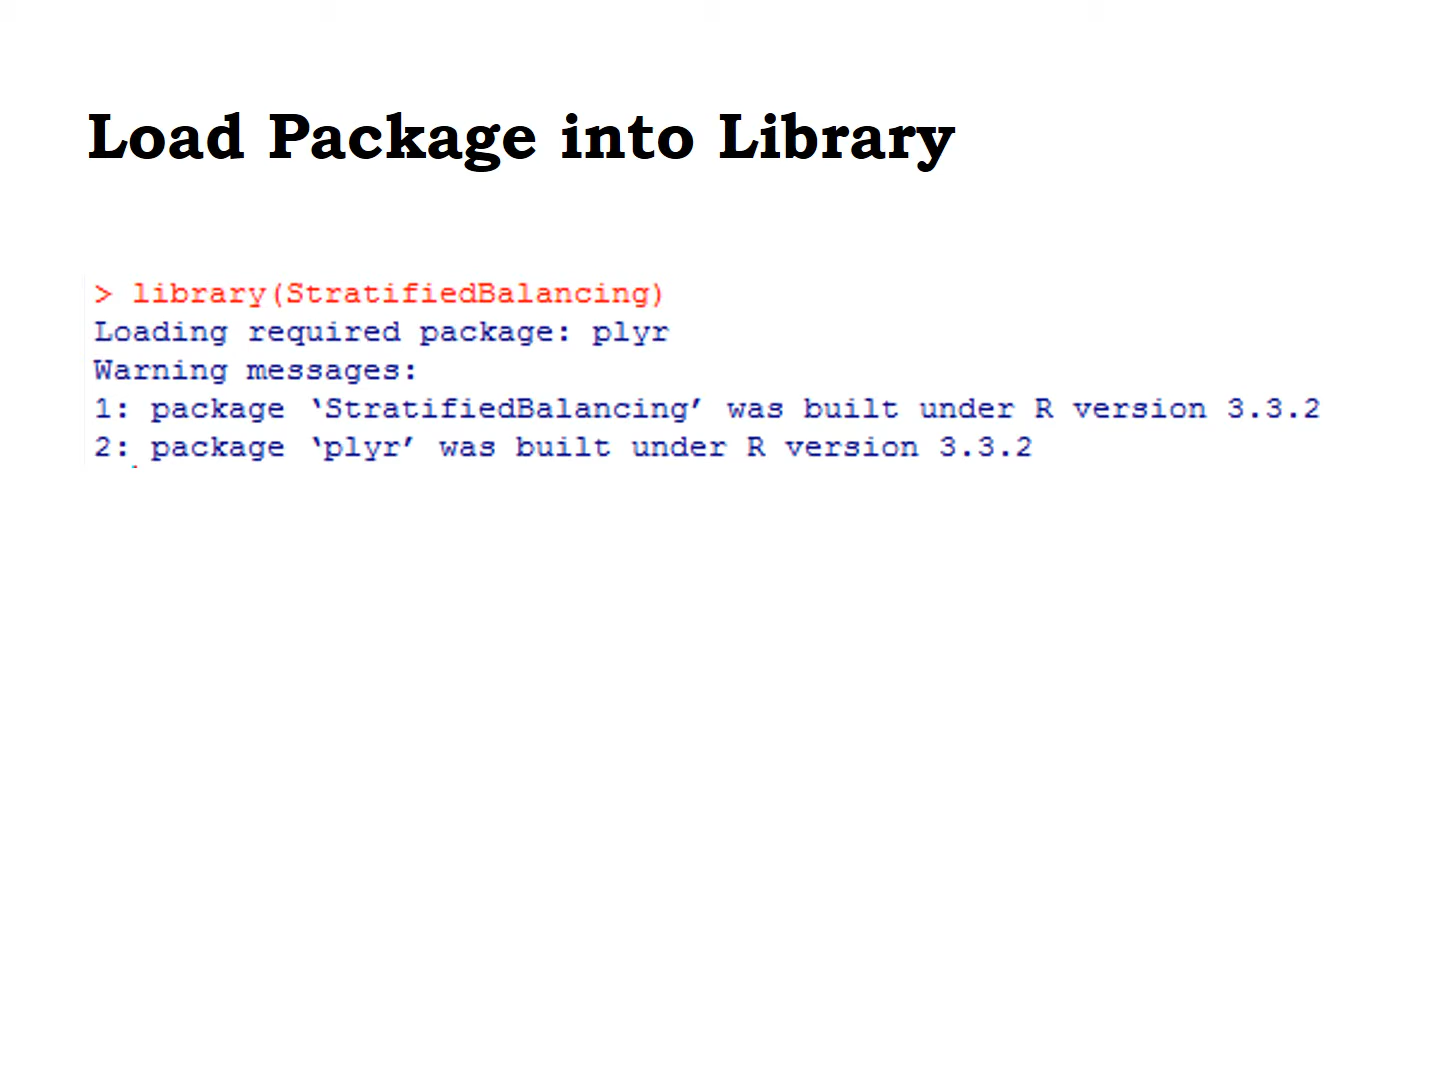 Load Package into Library
> library(StratifiedBalancing)
Loading required package: plyr
Warning messages:
1: package ‘StratifiedBalancing’ was built under R version 3.3.2
2: package ‘plyr’ was built under R version 3.3.2